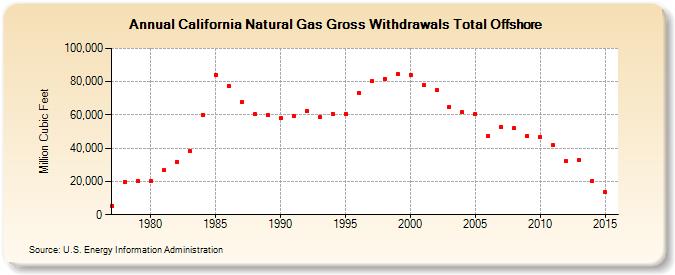 Annual California Natural Gas Gross Withdrawals Total Offshore
Million Cubic Feet
100,000
80,000
60,000
40,000
20,000
0
1980 1985 1990 1995 2000 2005 2010 2015
Source: U.S. Energy Information Administration